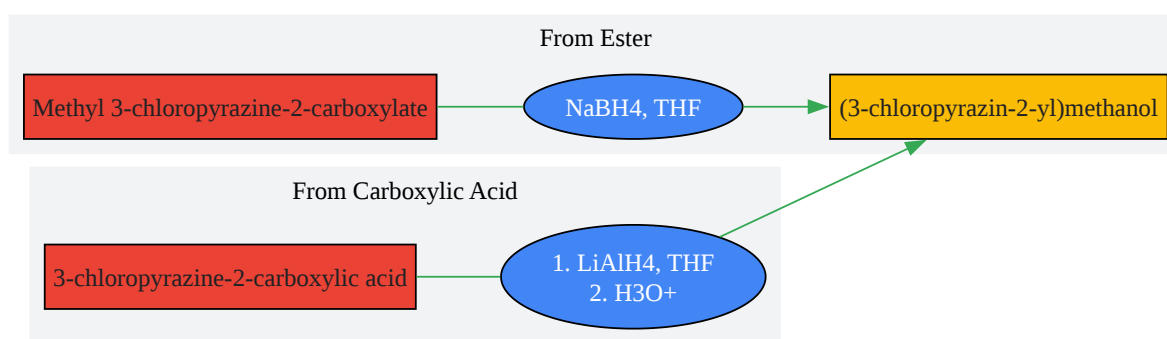 From Ester
Methyl 3-chloropyrazine-2-carboxylate
NaBH4, THF
(3-chloropyrazin-2-yl)methanol
From Carboxylic Acid
3-chloropyrazine-2-carboxylic acid
1. LiAlH4, THF
2. H3O+